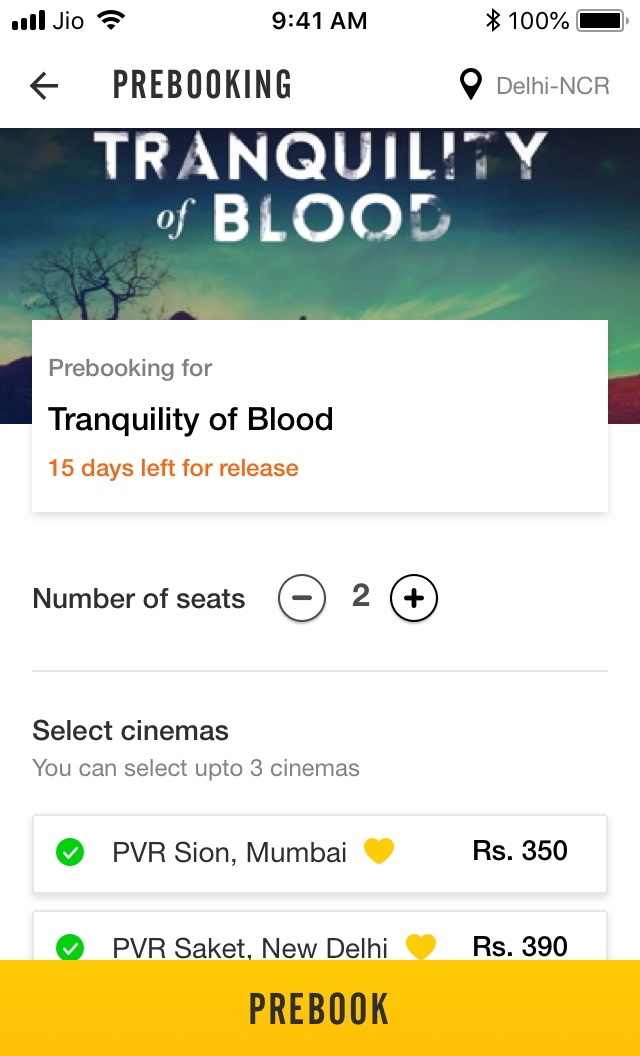 Jio 9:41 AM 100%
PREBOOKING Delhi-NCR
TRANQUILITY
of BLOOD
Prebooking for
Tranquility of Blood
15 days left for release
Number of seats 2
Select cinemas
You can select upto 3 cinemas
PVR Sion, Mumbai Rs. 350
PVR Saket, New Delhi Rs. 390
PREBOOK